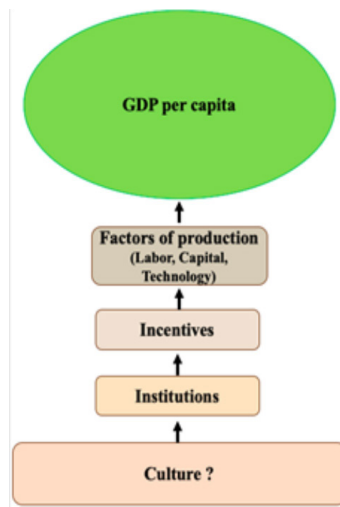 GDP per capita
Factors of production
(Labor, Capital,
Technology)
Incentives
Institutions
Culture ?